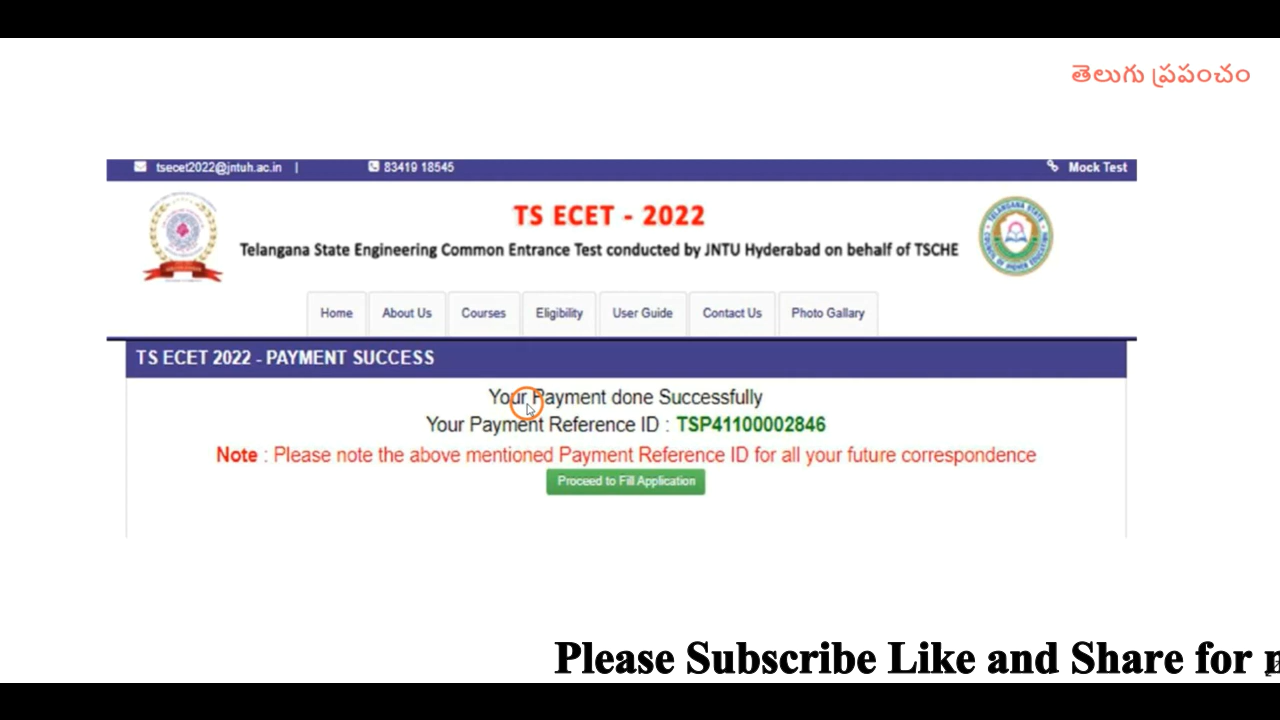 తెలుగు ప్రపంచం
tsecet2022@jntuh.ac.in | 83419 18545 Mock Test
TS ECET - 2022
Telangana State Engineering Common Entrance Test conducted by JNTU Hyderabad on behalf of TSCHE
Home About Us Courses Eligibility User Guide Contact Us Photo Gallary
TS ECET 2022 - PAYMENT SUCCESS
Your Payment done Successfully
Your Payment Reference ID : TSP41100002846
Note : Please note the above mentioned Payment Reference ID for all your future correspondence
Proceed to Fill Application
Please Subscribe Like and Share for